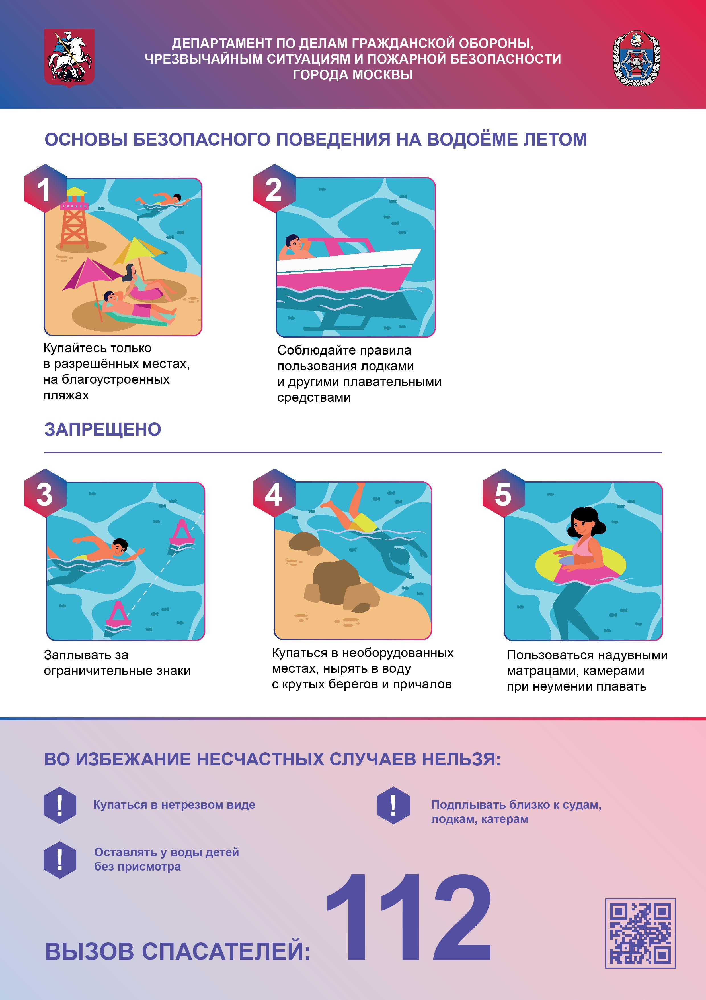 ДЕПАРТАМЕНТ ПО ДЕЛАМ ГРАЖДАНСКОЙ ОБОРОНЫ,
ЧРЕЗВЫЧАЙНЫМ СИТУАЦИЯМ И ПОЖАРНОЙ БЕЗОПАСНОСТИ
ГОРОДА МОСКВЫ
ОСНОВЫ БЕЗОПАСНОГО ПОВЕДЕНИЯ НА ВОДОЁМЕ ЛЕТОМ
1
Купайтесь только
в разрешённых местах,
на благоустроенных
пляжах
2
Соблюдайте правила
пользования лодками
и другими плавательными
средствами
ЗАПРЕЩЕНО
3
Заплывать за
ограничительные знаки
4
Купаться в необорудованных
местах, нырять в воду
с крутых берегов и причалов
5
Пользоваться надувными
матрацами, камерами
при неумении плавать
ВО ИЗБЕЖАНИЕ НЕСЧАСТНЫХ СЛУЧАЕВ НЕЛЬЗЯ:
!
Купаться в нетрезвом виде
!
Подплывать близко к судам,
лодкам, катерам
!
Оставлять у воды детей
без присмотра
ВЫЗОВ СПАСАТЕЛЕЙ: 112